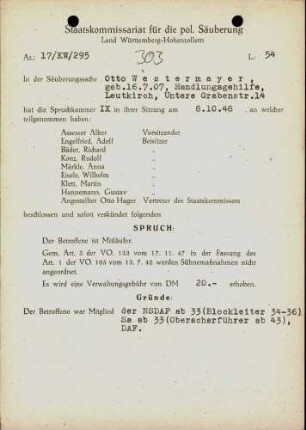 Staatskommissariat für die pol. Säuberung
Land Württemberg-Hohenzollern
Az.: 17/KW/295 303 L: 54
In der Säuberungssache Otto Westermayer,
geb.16.7.07, Handlungsgehilfe,
Leutkirch, Untere Grabenstr.14
hat die Spruchkammer IX in ihrer Sitzung am 8.10.48 , an welcher
teilgenommen haben:
Assessor Alber Vorsitzender
Engelfried, Adolf Beisitzer
Bäder, Richard "
Konz, Rudolf "
Märkle, Anna "
Eisele, Wilhelm "
Klett, Martin "
Hannemann, Gustav "
Angestellter Otto Hager Vertreter des Staatskommissars
beschlossen und sofort verkündet folgenden
SPRUCH:
Der Betroffene ist Mitläufer.
Gem. Art. 3 der VO. 133 vom 17. 11. 47 in der Fassung des
Art. 1 der VO. 165 vom 13. 7. 48 werden Sühnemaßnahmen nicht
angeordnet.
Es wird eine Verwaltungsgebühr von DM 20.- erhoben.
Gründe:
Der Betroffene war Mitglied der NSDAP ab 33(Blockleiter 34-36)
Sa ab 33(Oberscharführer ab 43),
DAF.